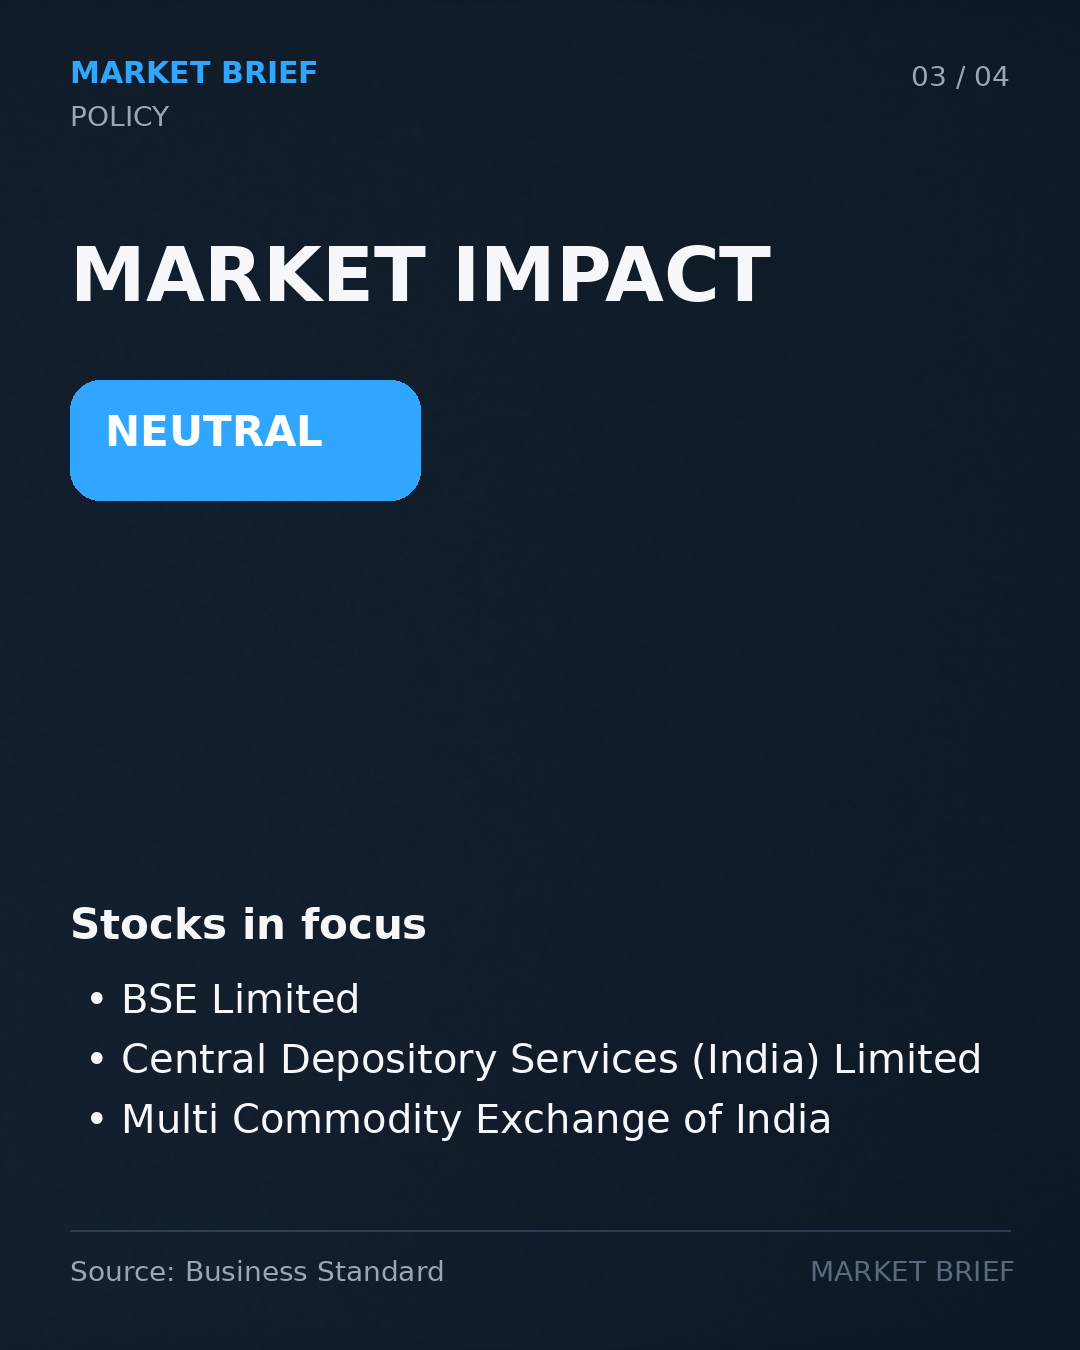 MARKET BRIEF
03 / 04
POLICY
MARKET IMPACT
NEUTRAL
Stocks in focus
• BSE Limited
• Central Depository Services (India) Limited
• Multi Commodity Exchange of India
Source: Business Standard
MARKET BRIEF